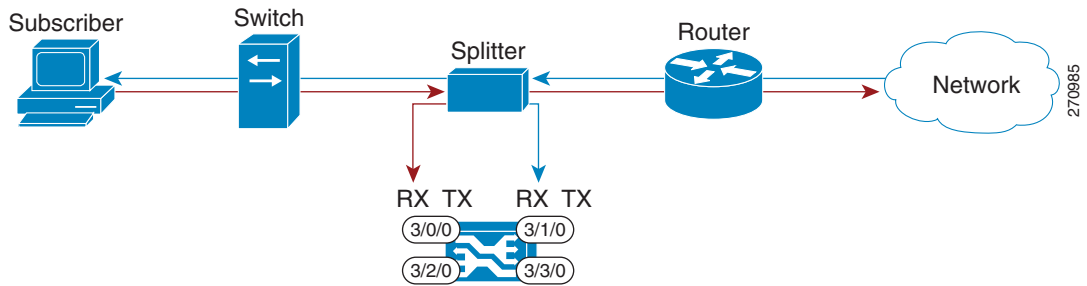 Subscriber
Switch
Splitter
Router
Network
270985
RX TX
RX TX
3/0/0
3/1/0
3/2/0
3/3/0